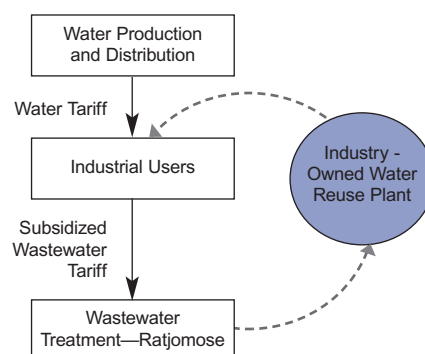 Water Production
and Distribution
Water Tariff
Industrial Users
Industry -
Owned Water
Reuse Plant
Subsidized
Wastewater
Tariff
Wastewater
Treatment—Ratjomose